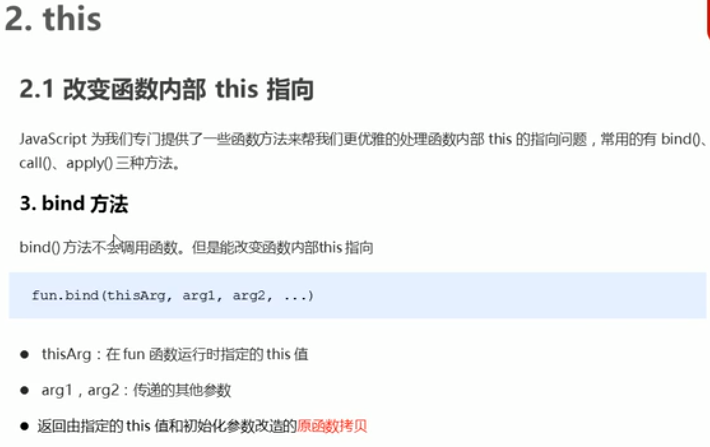 2. this
2.1 改变函数内部 this 指向
JavaScript 为我们专门提供了一些函数方法来帮我们更优雅的处理函数内部 this 的指向问题，常用的有 bind()、
call()、apply() 三种方法。
3. bind 方法
bind() 方法不会调用函数。但是能改变函数内部this 指向
fun.bind(thisArg, arg1, arg2, ...)
● thisArg：在 fun 函数运行时指定的 this 值
● arg1，arg2：传递的其他参数
● 返回由指定的 this 值和初始化参数改造的原函数拷贝